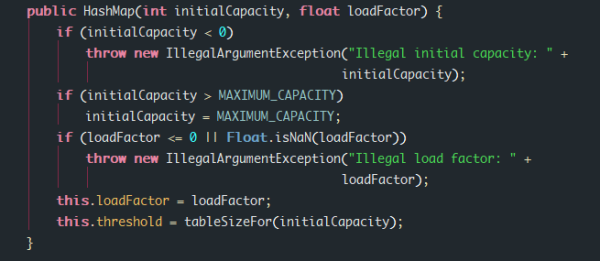 public HashMap(int initialCapacity, float loadFactor) {
if (initialCapacity < 0)
throw new IllegalArgumentException("Illegal initial capacity: " +
initialCapacity);
if (initialCapacity > MAXIMUM_CAPACITY)
initialCapacity = MAXIMUM_CAPACITY;
if (loadFactor <= 0 || Float.isNaN(loadFactor))
throw new IllegalArgumentException("Illegal load factor: " +
loadFactor);
this.loadFactor = loadFactor;
this.threshold = tableSizeFor(initialCapacity);
}